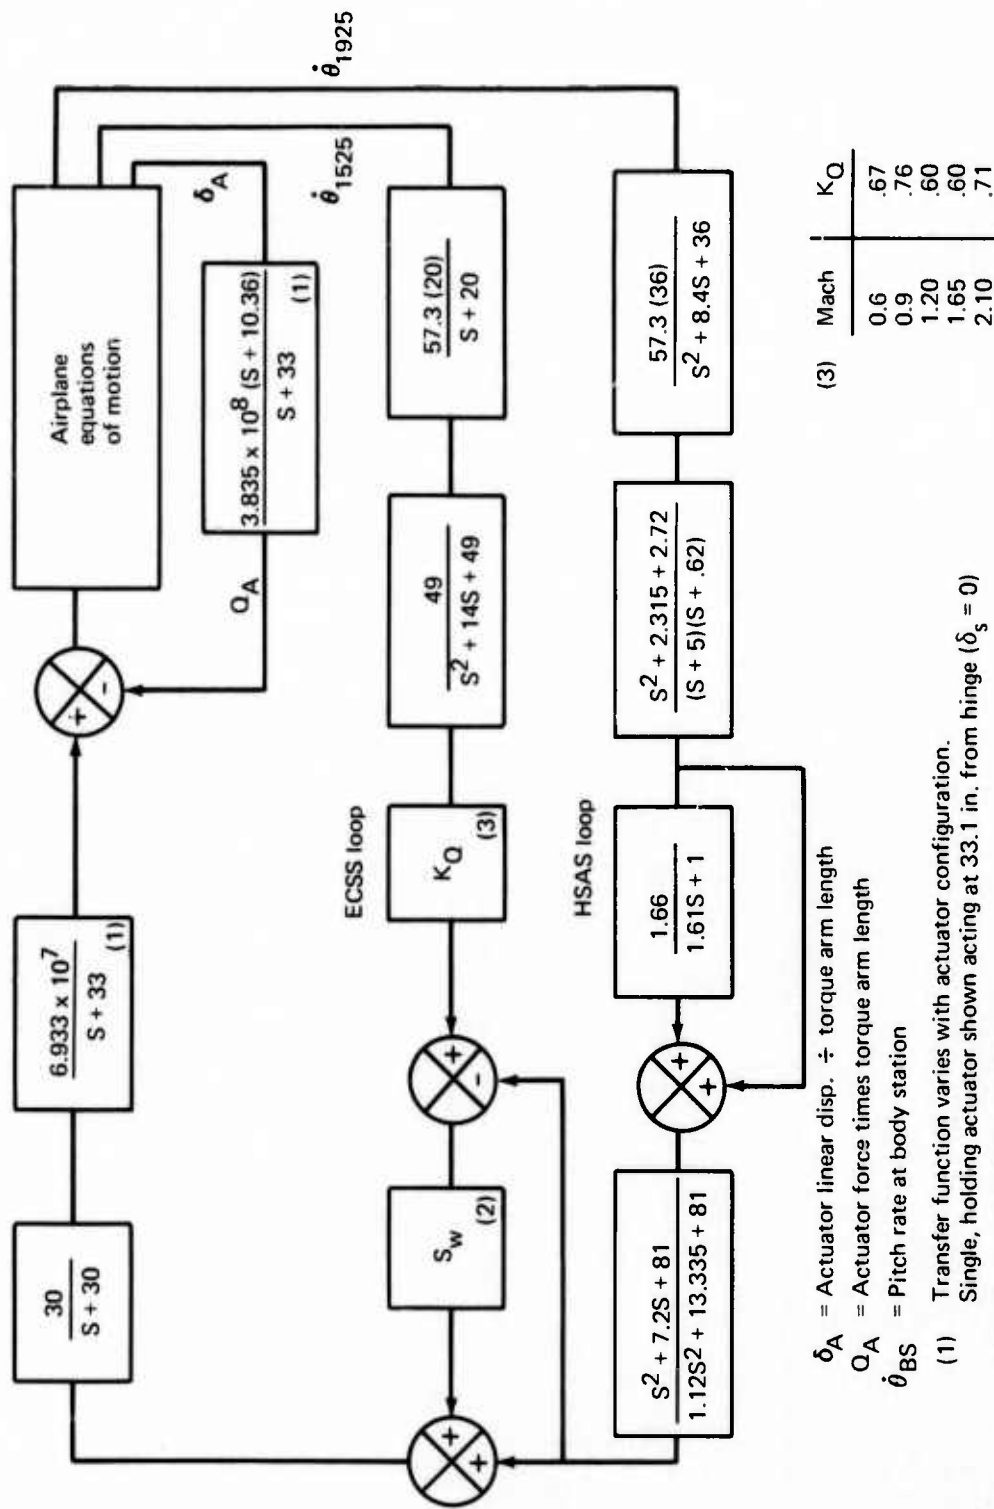 Airplane
equations
of motion
θ̇1925
θ̇1525
δA
3.835 x 10^8 (S + 10.36)
S + 33
(1)
QA
+
-
6.933 x 10^7
S + 33
(1)
30
S + 30
57.3 (20)
S + 20
49
S^2 + 14S + 49
ECSS loop
KQ
(3)
+
-
Sw
(2)
+
+
57.3 (36)
S^2 + 8.4S + 36
S^2 + 2.315 + 2.72
(S + 5)(S + .62)
HSAS loop
1.66
1.61S + 1
+
+
S^2 + 7.2S + 81
1.12S^2 + 13.335 + 81
δA = Actuator linear disp. ÷ torque arm length
QA = Actuator force times torque arm length
θ̇BS = Pitch rate at body station
(1) Transfer function varies with actuator configuration.
Single, holding actuator shown acting at 33.1 in. from hinge (δs = 0)
(3) Mach KQ
0.6 .67
0.9 .76
1.20 .60
1.65 .60
2.10 .71